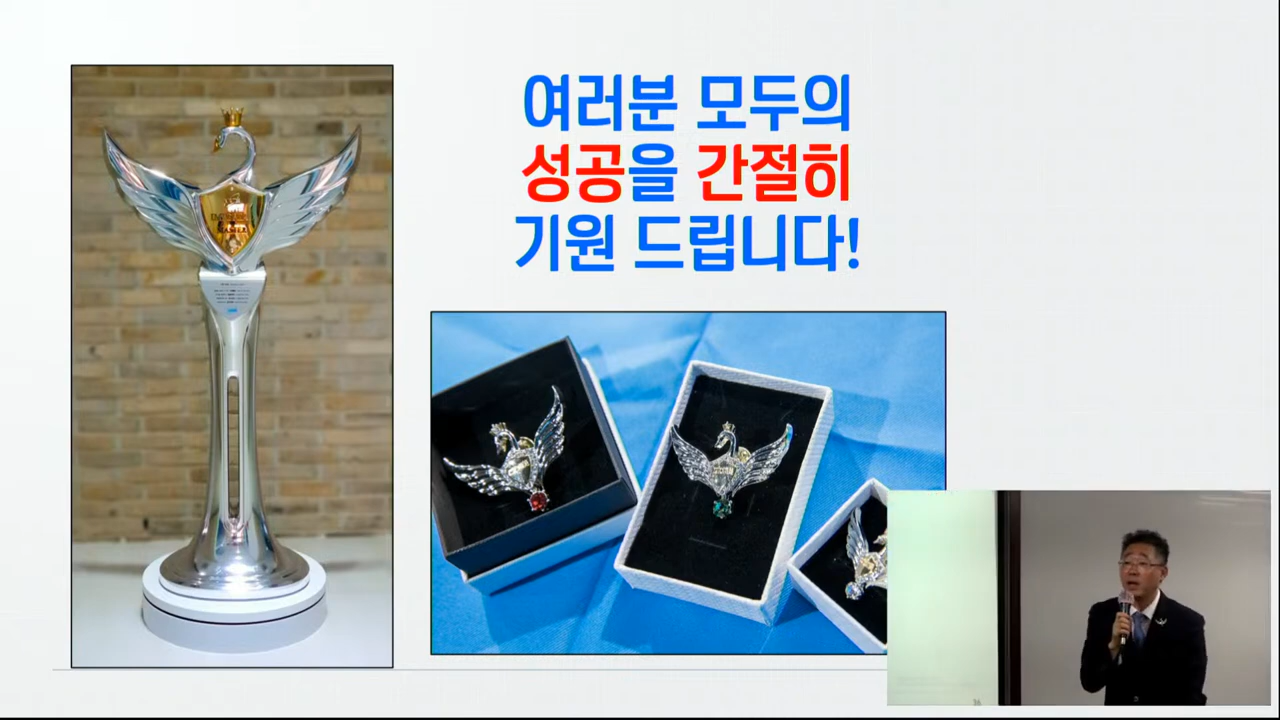 여러분 모두의
성공을 간절히
기원 드립니다!